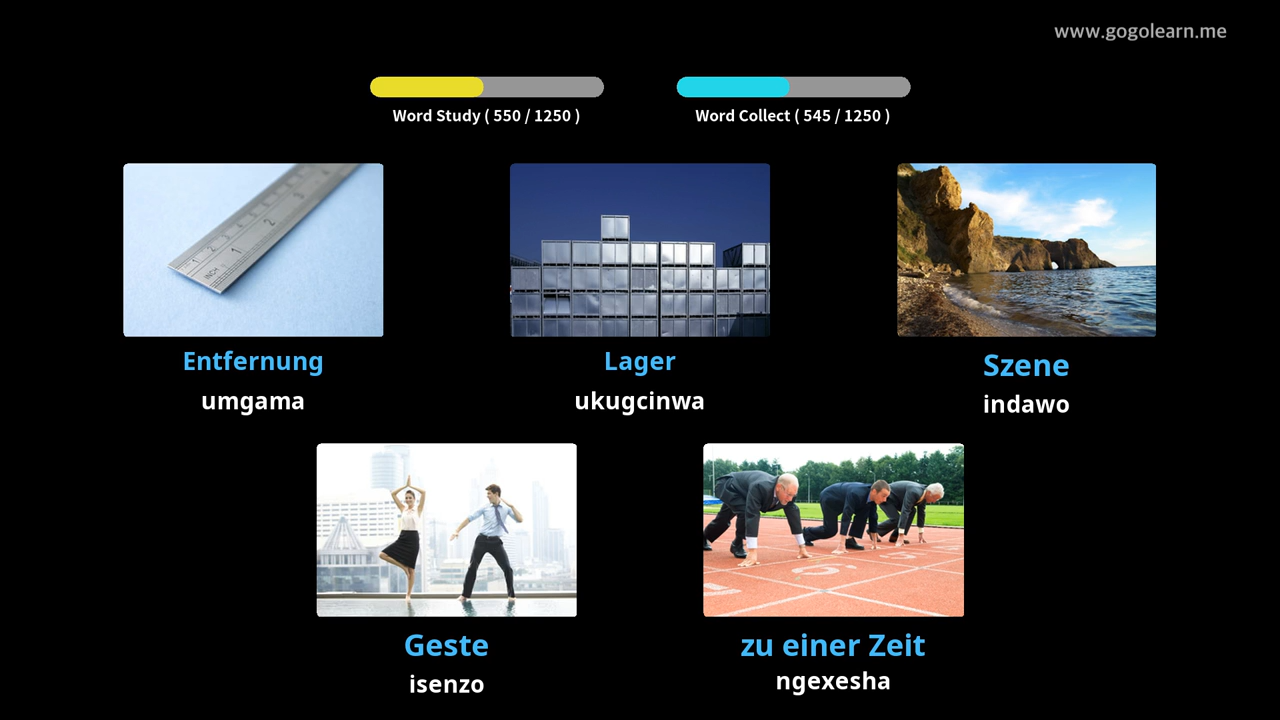 www.gogolearn.me
Word Study ( 550 / 1250 )
Word Collect ( 545 / 1250 )
Entfernung
umgama
Lager
ukugcinwa
Szene
indawo
Geste
isenzo
zu einer Zeit
ngexesha